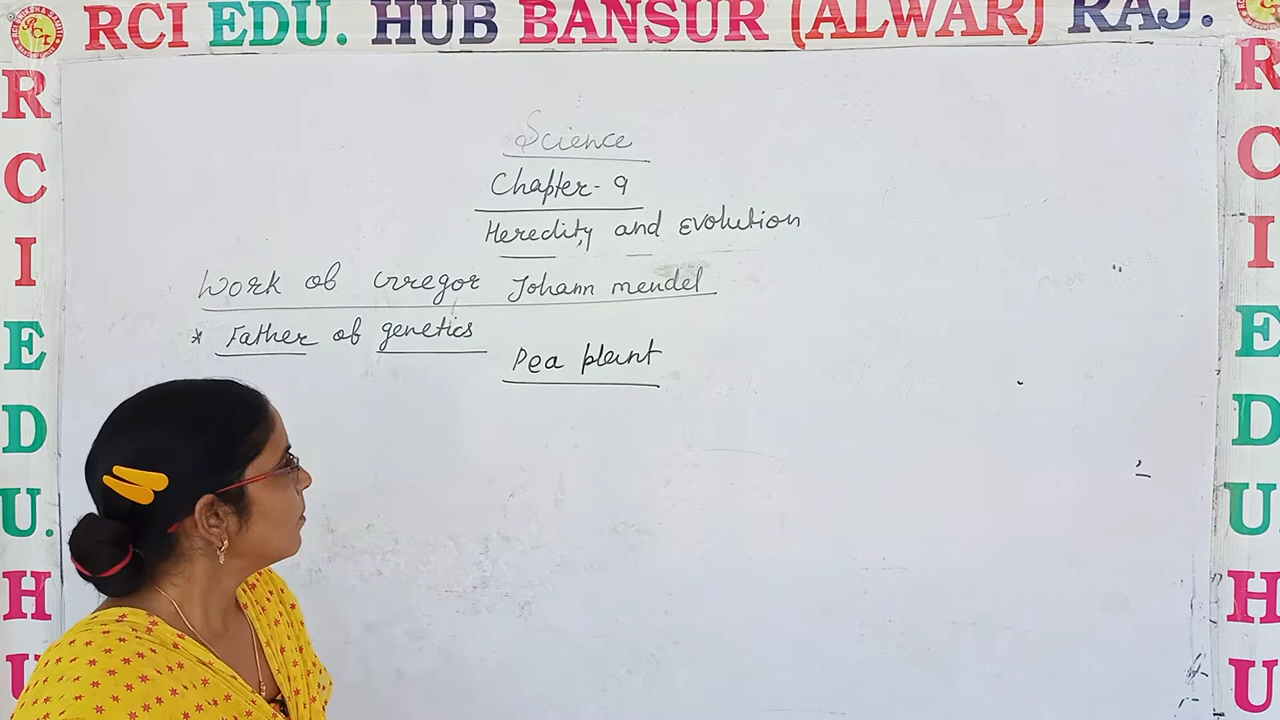 RCI EDU. HUB BANSUR (ALWAR) RAJ.
R
C
I
E
D
U.
H
U
Science
Chapter-9
Heredity and Evolution
Work of Gregor Johann mendel
* Father of genetics
Pea plant
R
C
I
E
D
U
H
U